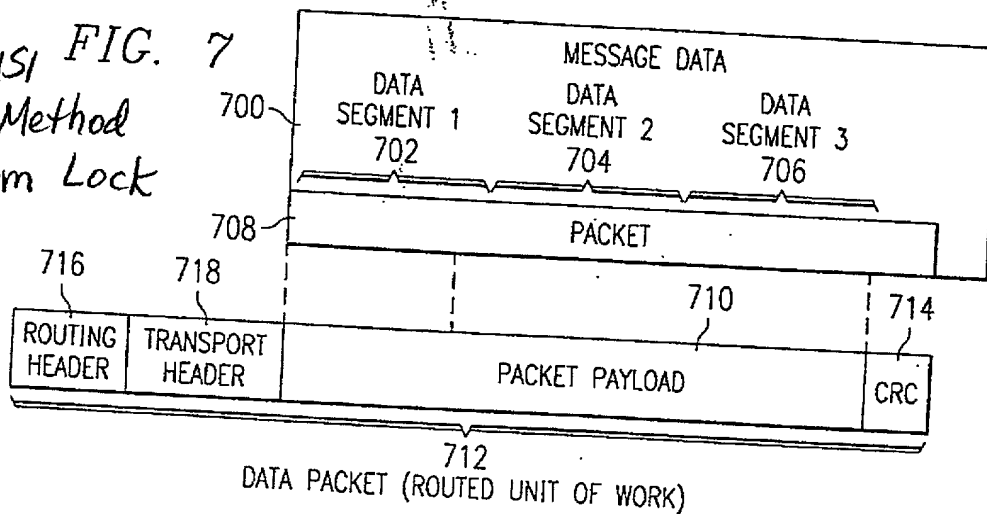 FIG. 7
Method
m Lock
MESSAGE DATA
700
DATA SEGMENT 1
702
DATA SEGMENT 2
704
DATA SEGMENT 3
706
708
PACKET
716
718
710
714
ROUTING HEADER
TRANSPORT HEADER
PACKET PAYLOAD
CRC
712
DATA PACKET (ROUTED UNIT OF WORK)